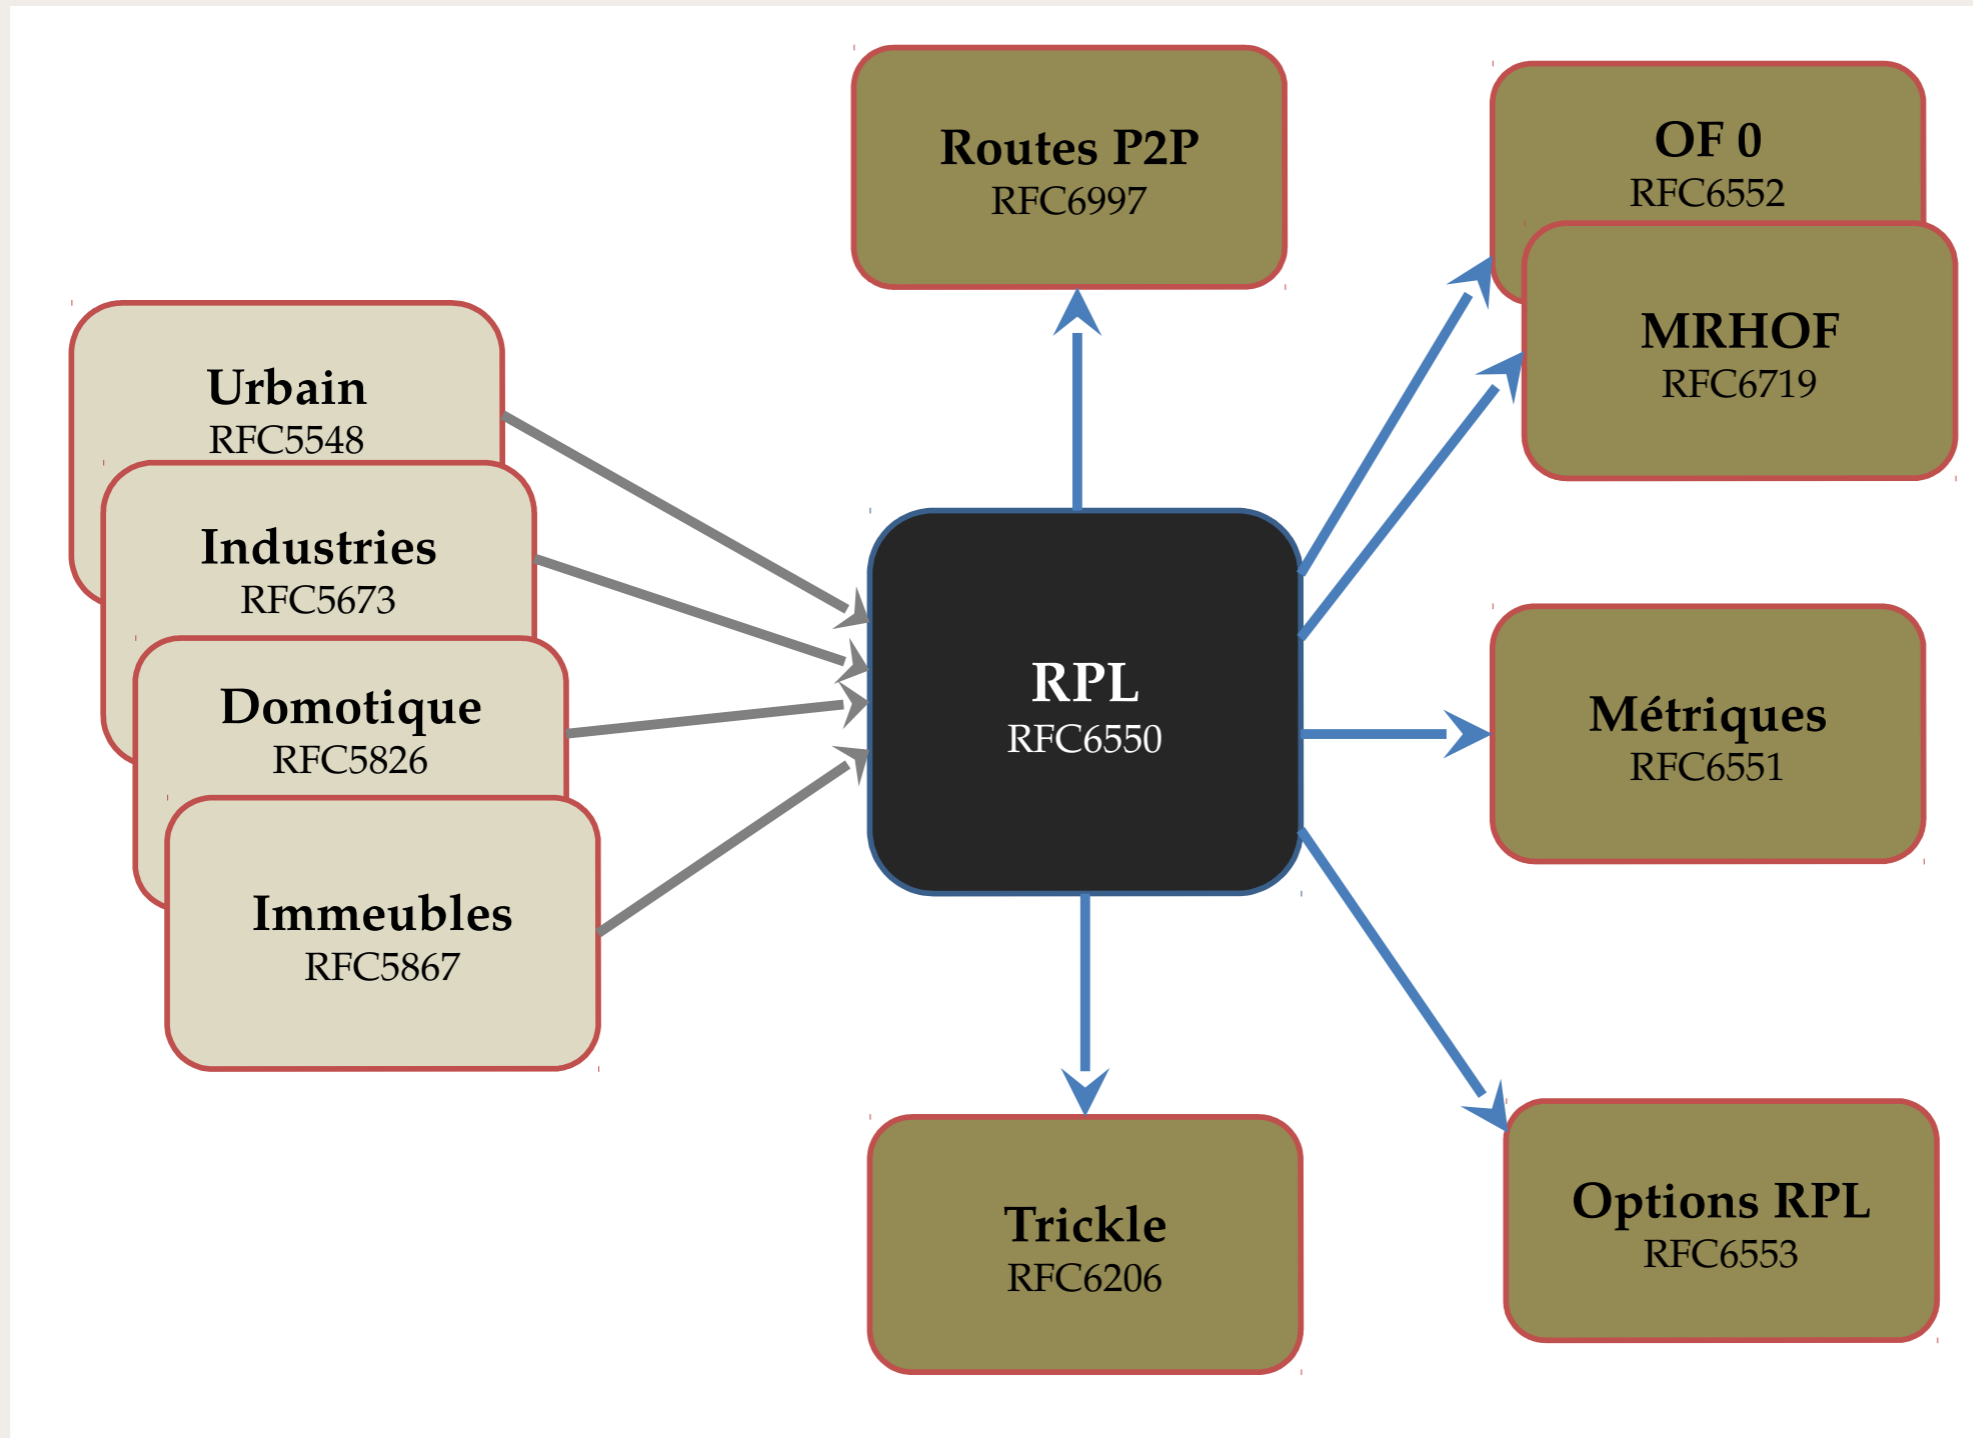 Routes P2P
RFC6997
OF 0
RFC6552
MRHOF
RFC6719
Urbain
RFC5548
Industries
RFC5673
Domotique
RFC5826
Immeubles
RFC5867
RPL
RFC6550
Métriques
RFC6551
Trickle
RFC6206
Options RPL
RFC6553